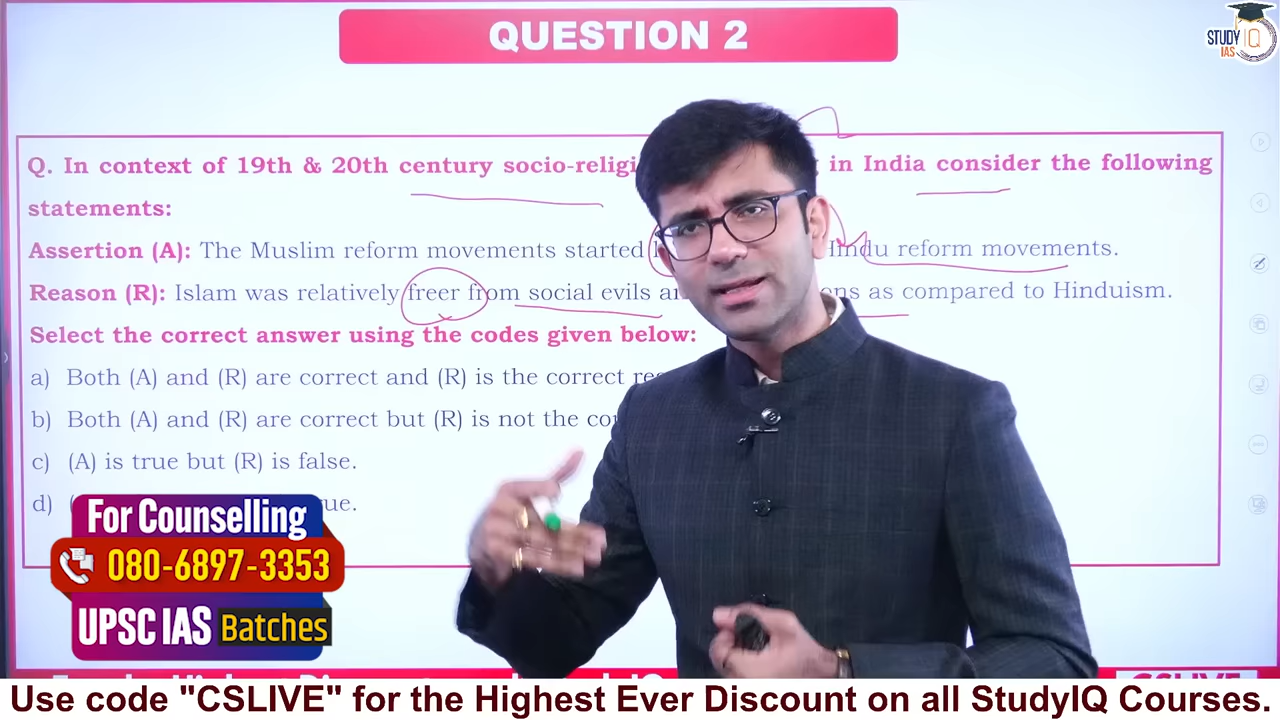 QUESTION 2
STUDY IQ
IAS
Q. In context of 19th & 20th century socio-religi in India consider the following
statements:
Assertion (A): The Muslim reform movements started Hindu reform movements.
Reason (R): Islam was relatively freer from social evils as compared to Hinduism.
Select the correct answer using the codes given below:
a) Both (A) and (R) are correct and (R) is the correct
b) Both (A) and (R) are correct but (R) is not the
c) (A) is true but (R) is false.
d)
For Counselling
080-6897-3353
UPSC IAS Batches
CSLIVE
Use code "CSLIVE" for the Highest Ever Discount on all StudyIQ Courses.